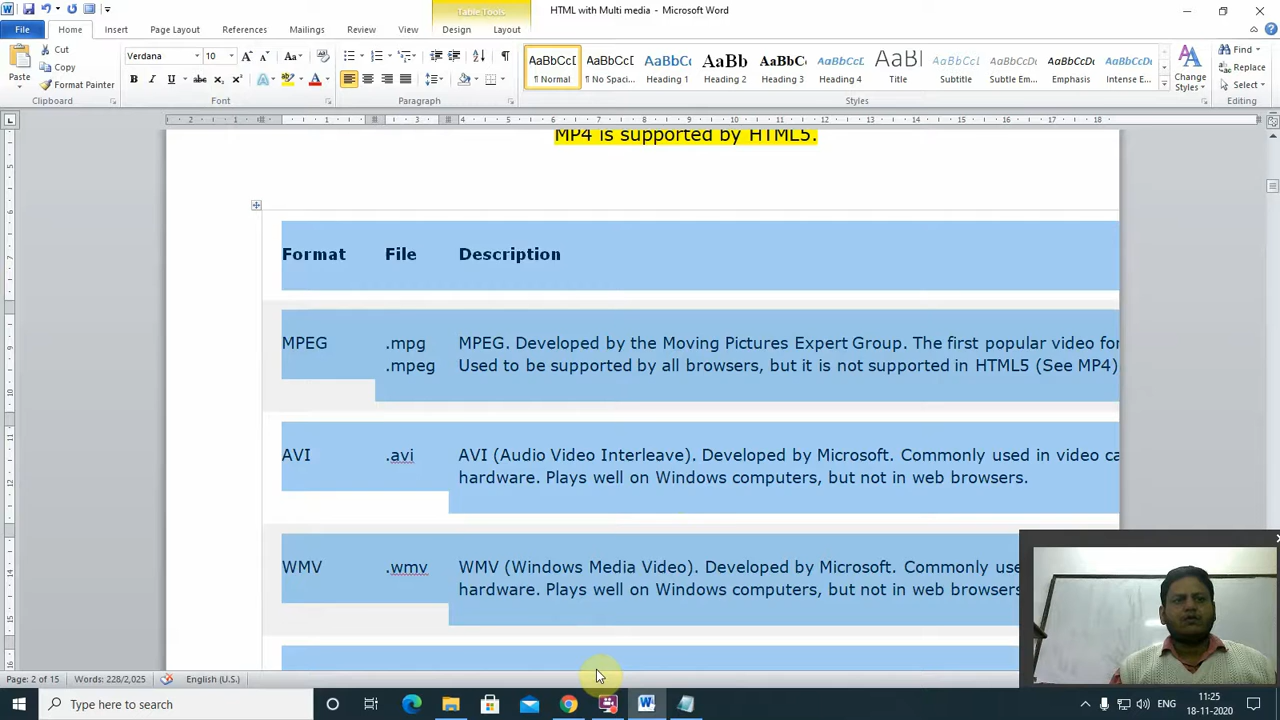 HTML with Multi media - Microsoft Word
Table Tools
File Home Insert Page Layout References Mailings Review View Design Layout
Paste
Cut
Copy
Format Painter
Clipboard
Verdana 10
Font
Paragraph
AaBbCcD AaBbCcD AaBbC AaBb AaBbC AaBbCcI AaBI AaBbCcI AaBbCcD AaBbCcD AaBbCcD
¶ Normal ¶ No Spaci... Heading 1 Heading 2 Heading 3 Heading 4 Title Subtitle Subtle Em... Emphasis Intense E...
Styles
Change
Styles
Find
Replace
Select
Editing
MP4 is supported by HTML5.
Format File Description
MPEG .mpg MPEG. Developed by the Moving Pictures Expert Group. The first popular video for
.mpeg Used to be supported by all browsers, but it is not supported in HTML5 (See MP4)
AVI .avi AVI (Audio Video Interleave). Developed by Microsoft. Commonly used in video ca
hardware. Plays well on Windows computers, but not in web browsers.
WMV .wmv WMV (Windows Media Video). Developed by Microsoft. Commonly use
hardware. Plays well on Windows computers, but not in web browsers
Page: 2 of 15 Words: 228/2,025 English (U.S.)
Type here to search
ENG
11:25
18-11-2020